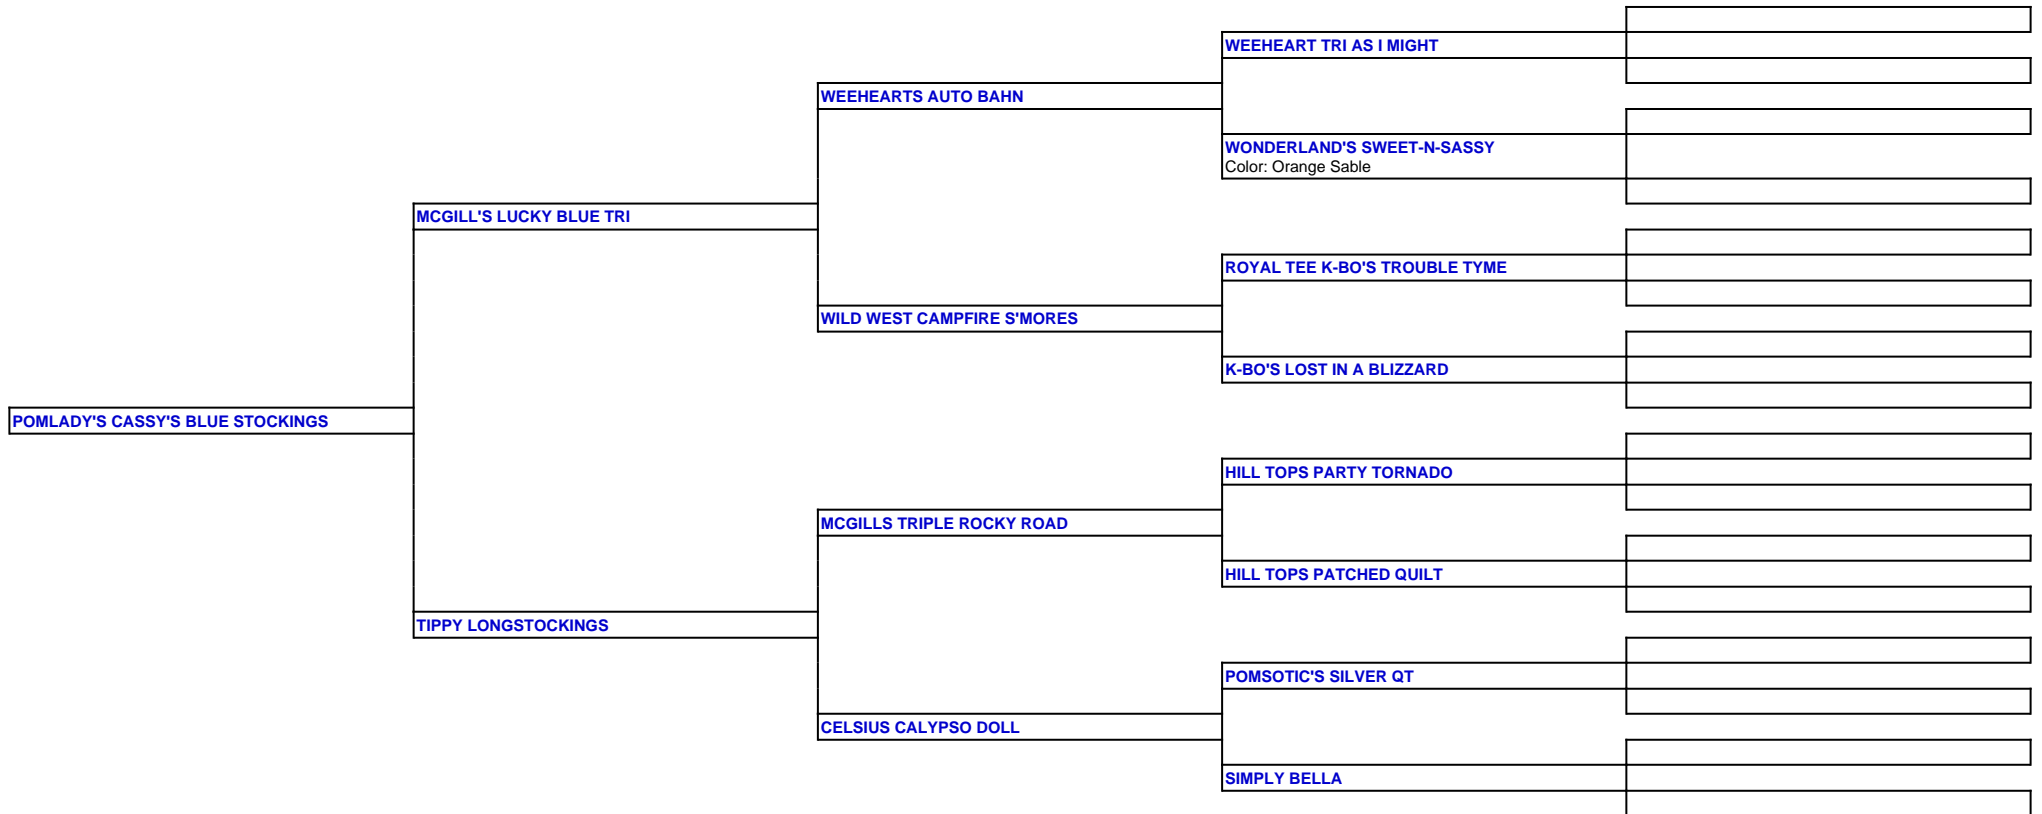 WEEHEART TRI AS I MIGHT
WEEHEARTS AUTO BAHN
WONDERLAND'S SWEET-N-SASSY
Color: Orange Sable
MCGILL'S LUCKY BLUE TRI
ROYAL TEE K-BO'S TROUBLE TYME
WILD WEST CAMPFIRE S'MORES
K-BO'S LOST IN A BLIZZARD
POMLADY'S CASSY'S BLUE STOCKINGS
HILL TOPS PARTY TORNADO
MCGILLS TRIPLE ROCKY ROAD
HILL TOPS PATCHED QUILT
TIPPY LONGSTOCKINGS
POMSOTIC'S SILVER QT
CELSIUS CALYPSO DOLL
SIMPLY BELLA